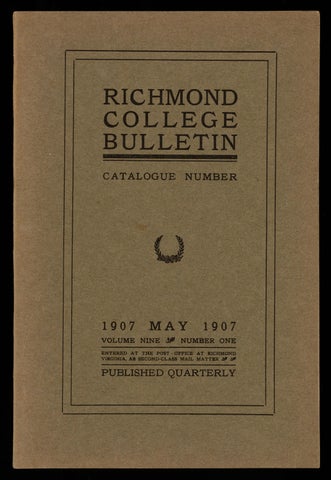 RICHMOND
COLLEGE
BULLETIN
CATALOGUE NUMBER
1907 MAY 1907
VOLUME NINE NUMBER ONE
ENTERED AT THE POST-OFFICE AT RICHMOND
VIRGINIA, AS SECOND-CLASS MAIL MATTER
PUBLISHED QUARTERLY